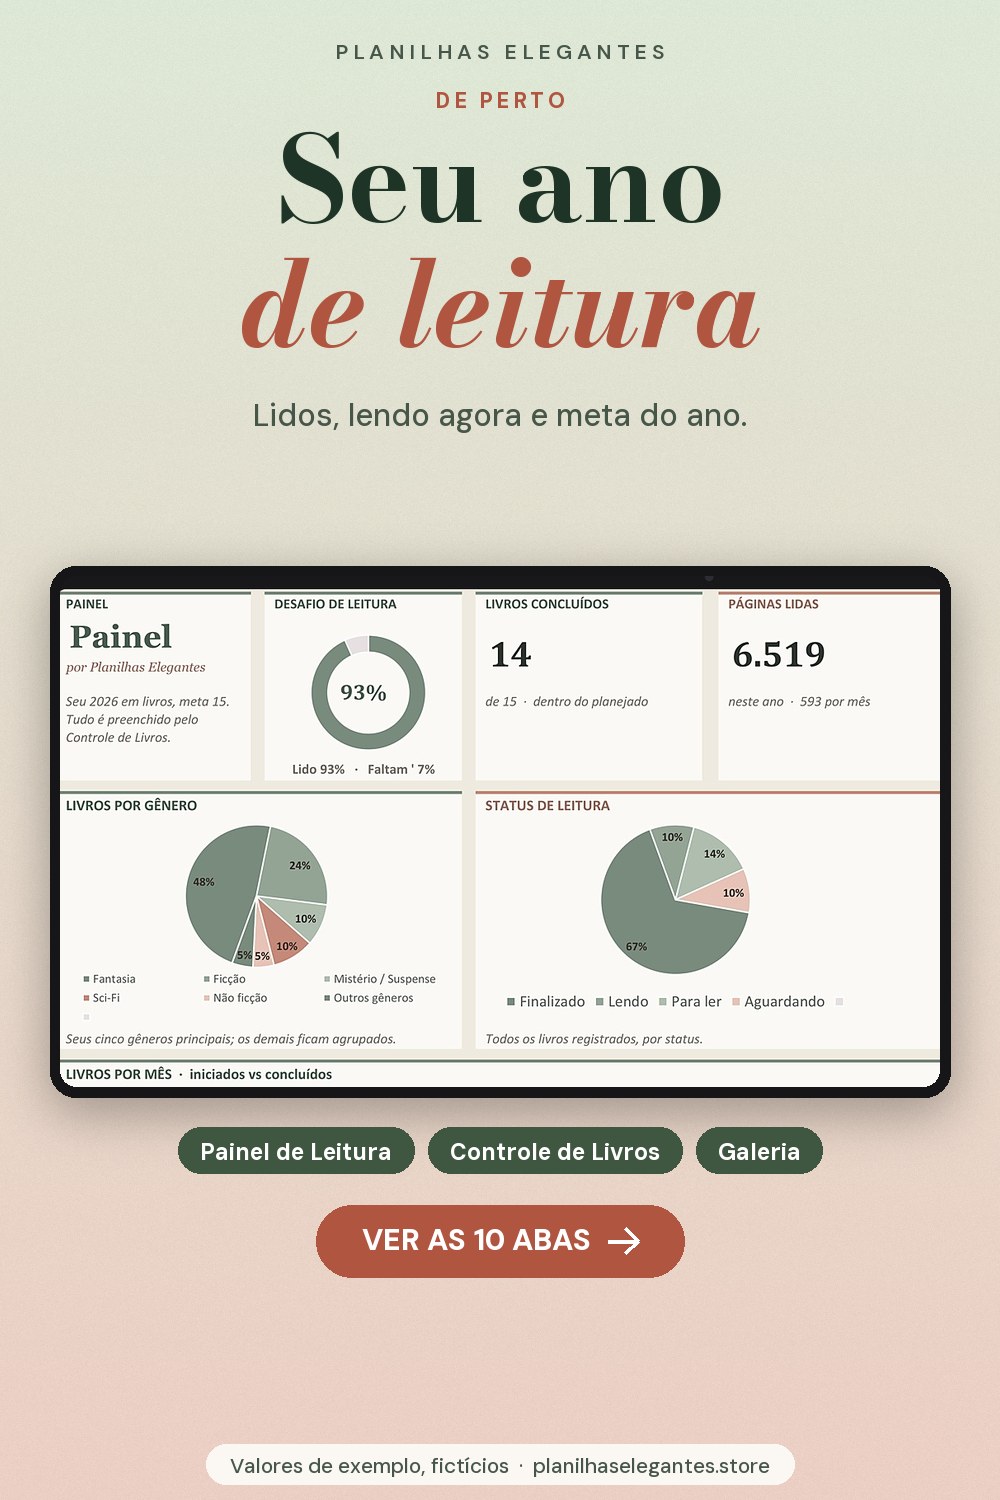 PLANILHAS ELEGANTES
DE PERTO
Seu ano
de leitura
Lidos, lendo agora e meta do ano.
PAINEL
Painel
por Planilhas Elegantes
Seu 2026 em livros, meta 15.
Tudo é preenchido pelo
Controle de Livros.
DESAFIO DE LEITURA
93%
Lido 93% · Faltam ' 7%
LIVROS CONCLUÍDOS
14
de 15 · dentro do planejado
PÁGINAS LIDAS
6.519
neste ano · 593 por mês
LIVROS POR GÊNERO
48%
24%
10%
10%
5%
5%
Fantasia
Ficção
Mistério / Suspense
Sci-Fi
Não ficção
Outros gêneros
Seus cinco gêneros principais; os demais ficam agrupados.
STATUS DE LEITURA
10%
14%
10%
67%
Finalizado
Lendo
Para ler
Aguardando
Todos os livros registrados, por status.
LIVROS POR MÊS · iniciados vs concluídos
Painel de Leitura
Controle de Livros
Galeria
VER AS 10 ABAS →
Valores de exemplo, fictícios · planilhaselegantes.store